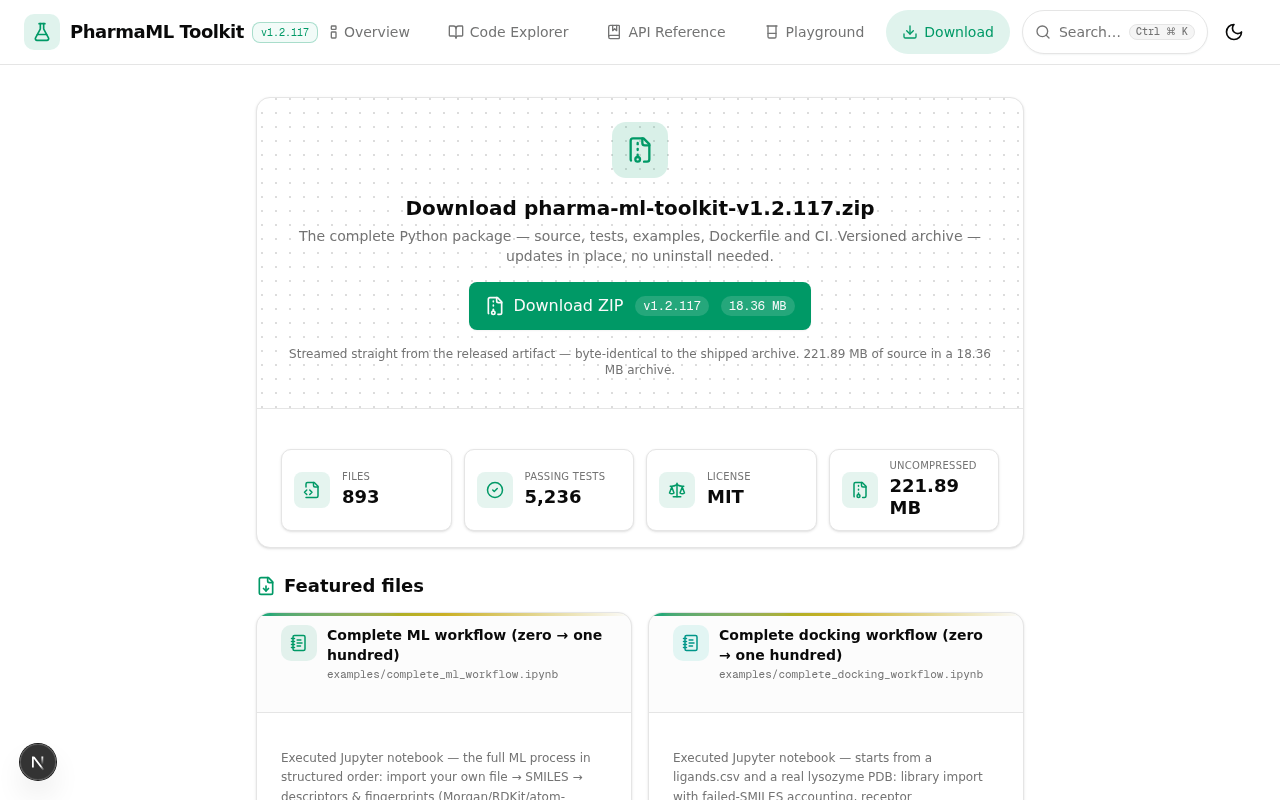 PharmaML Toolkit v1.2.117 Overview Code Explorer API Reference Playground Download Search... Ctrl ⌘ K
Download pharma-ml-toolkit-v1.2.117.zip
The complete Python package — source, tests, examples, Dockerfile and CI. Versioned archive —
updates in place, no uninstall needed.
Download ZIP v1.2.117 18.36 MB
Streamed straight from the released artifact — byte-identical to the shipped archive. 221.89 MB of source in a 18.36
MB archive.
FILES
893
PASSING TESTS
5,236
LICENSE
MIT
UNCOMPRESSED
221.89
MB
Featured files
Complete ML workflow (zero → one
hundred)
examples/complete_ml_workflow.ipynb
Executed Jupyter notebook — the full ML process in
structured order: import your own file → SMILES →
descriptors & fingerprints (Morgan/RDKit/atom-
Complete docking workflow (zero
→ one hundred)
examples/complete_docking_workflow.ipynb
Executed Jupyter notebook — starts from a
ligands.csv and a real lysozyme PDB: library import
with failed-SMILES accounting, receptor
N